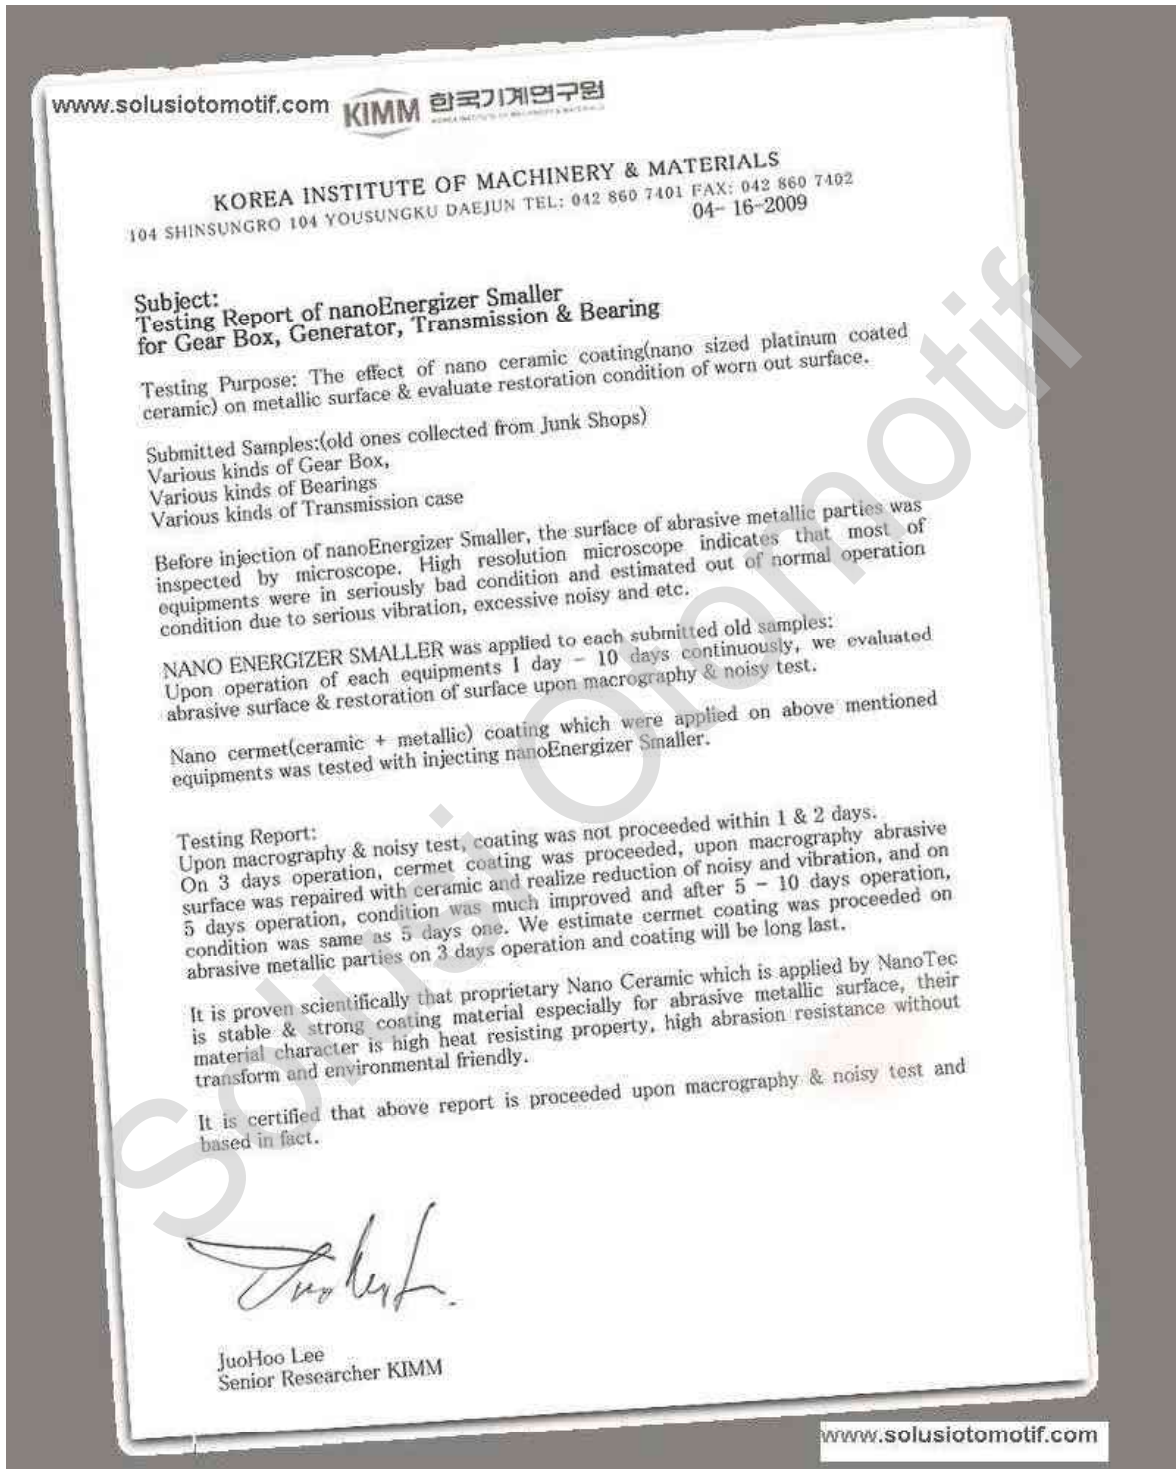 www.solusiotomotif.com
KIMM 한국기계연구원
KOREA INSTITUTE OF MACHINERY & MATERIALS
KOREA INSTITUTE OF MACHINERY & MATERIALS
104 SHINSUNGRO 104 YOUSUNGKU DAEJUN TEL: 042 860 7401 FAX: 042 860 7402
04- 16-2009
Subject:
Testing Report of nanoEnergizer Smaller
for Gear Box, Generator, Transmission & Bearing
Testing Purpose: The effect of nano ceramic coating(nano sized platinum coated
ceramic) on metallic surface & evaluate restoration condition of worn out surface.
Submitted Samples:(old ones collected from Junk Shops)
Various kinds of Gear Box,
Various kinds of Bearings
Various kinds of Transmission case
Before injection of nanoEnergizer Smaller, the surface of abrasive metallic parties was
inspected by microscope. High resolution microscope indicates that most of
equipments were in seriously bad condition and estimated out of normal operation
condition due to serious vibration, excessive noisy and etc.
NANO ENERGIZER SMALLER was applied to each submitted old samples:
Upon operation of each equipments 1 day - 10 days continuously, we evaluated
abrasive surface & restoration of surface upon macrography & noisy test.
Nano cermet(ceramic + metallic) coating which were applied on above mentioned
equipments was tested with injecting nanoEnergizer Smaller.
Testing Report:
Upon macrography & noisy test, coating was not proceeded within 1 & 2 days.
On 3 days operation, cermet coating was proceeded, upon macrography abrasive
surface was repaired with ceramic and realize reduction of noisy and vibration, and on
5 days operation, condition was much improved and after 5 - 10 days operation,
condition was same as 5 days one. We estimate cermet coating was proceeded on
abrasive metallic parties on 3 days operation and coating will be long last.
It is proven scientifically that proprietary Nano Ceramic which is applied by NanoTec
is stable & strong coating material especially for abrasive metallic surface, their
material character is high heat resisting property, high abrasion resistance without
transform and environmental friendly.
It is certified that above report is proceeded upon macrography & noisy test and
based in fact.
JuoHoo Lee
Senior Researcher KIMM
www.solusiotomotif.com
Solusi Otomotif